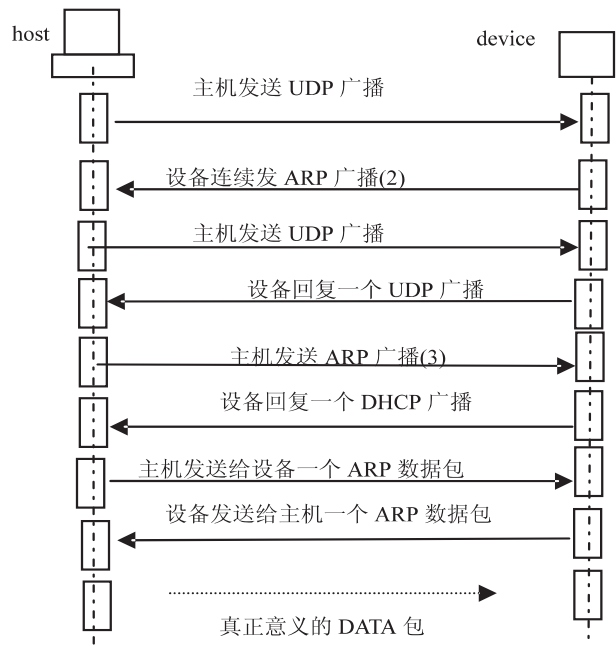 host
device
主机发送 UDP 广播
设备连续发 ARP 广播(2)
主机发送 UDP 广播
设备回复一个 UDP 广播
主机发送 ARP 广播(3)
设备回复一个 DHCP 广播
主机发送给设备一个 ARP 数据包
设备发送给主机一个 ARP 数据包
真正意义的 DATA 包